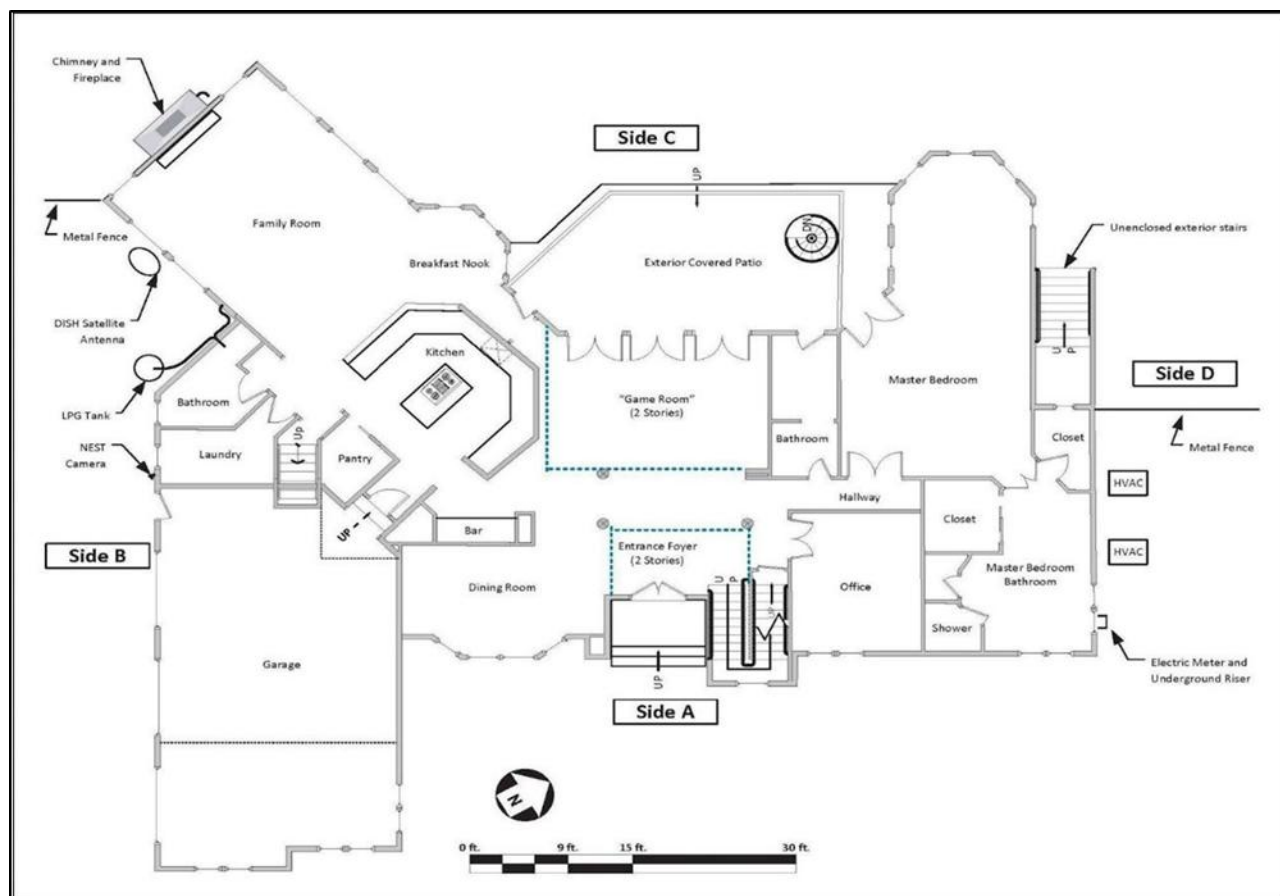 Chimney and
Fireplace
Side C
UP
Metal Fence
Family Room
Breakfast Nook
Exterior Covered Patio
DN
Unenclosed exterior stairs
DISH Satellite
Antenna
Kitchen
Master Bedroom
U
P
Side D
LPG Tank
Bathroom
"Game Room"
(2 Stories)
Bathroom
Closet
Metal Fence
NEST
Camera
Laundry
Up
Pantry
HVAC
Hallway
Closet
UP
Bar
Side B
Entrance Foyer
(2 Stories)
HVAC
Dining Room
U
P
UP
Office
Master Bedroom
Bathroom
Shower
Garage
UP
Electric Meter and
Underground Riser
Side A
N
0 ft.
9 ft.
15 ft.
30 ft.